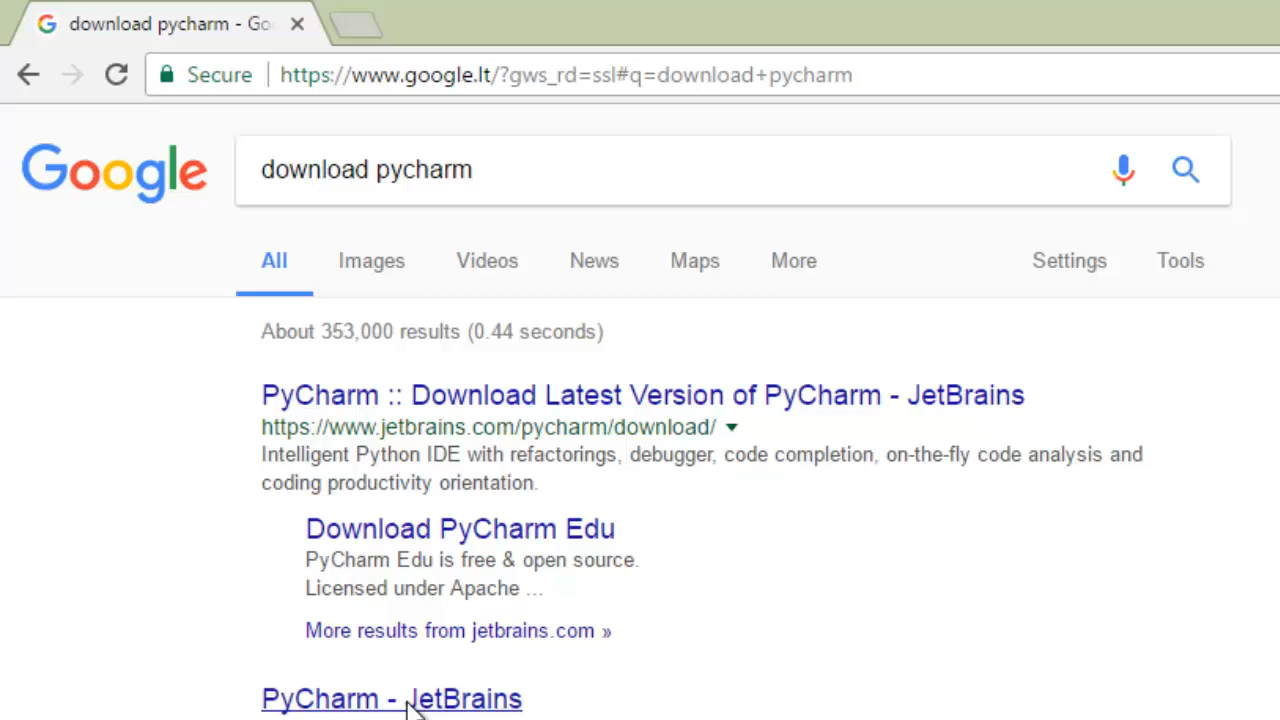 download pycharm - Go
Secure https://www.google.lt/?gws_rd=ssl#q=download+pycharm
Google download pycharm
All Images Videos News Maps More Settings Tools
About 353,000 results (0.44 seconds)
PyCharm :: Download Latest Version of PyCharm - JetBrains
https://www.jetbrains.com/pycharm/download/
Intelligent Python IDE with refactorings, debugger, code completion, on-the-fly code analysis and
coding productivity orientation.
Download PyCharm Edu
PyCharm Edu is free & open source.
Licensed under Apache ...
More results from jetbrains.com »
PyCharm - JetBrains